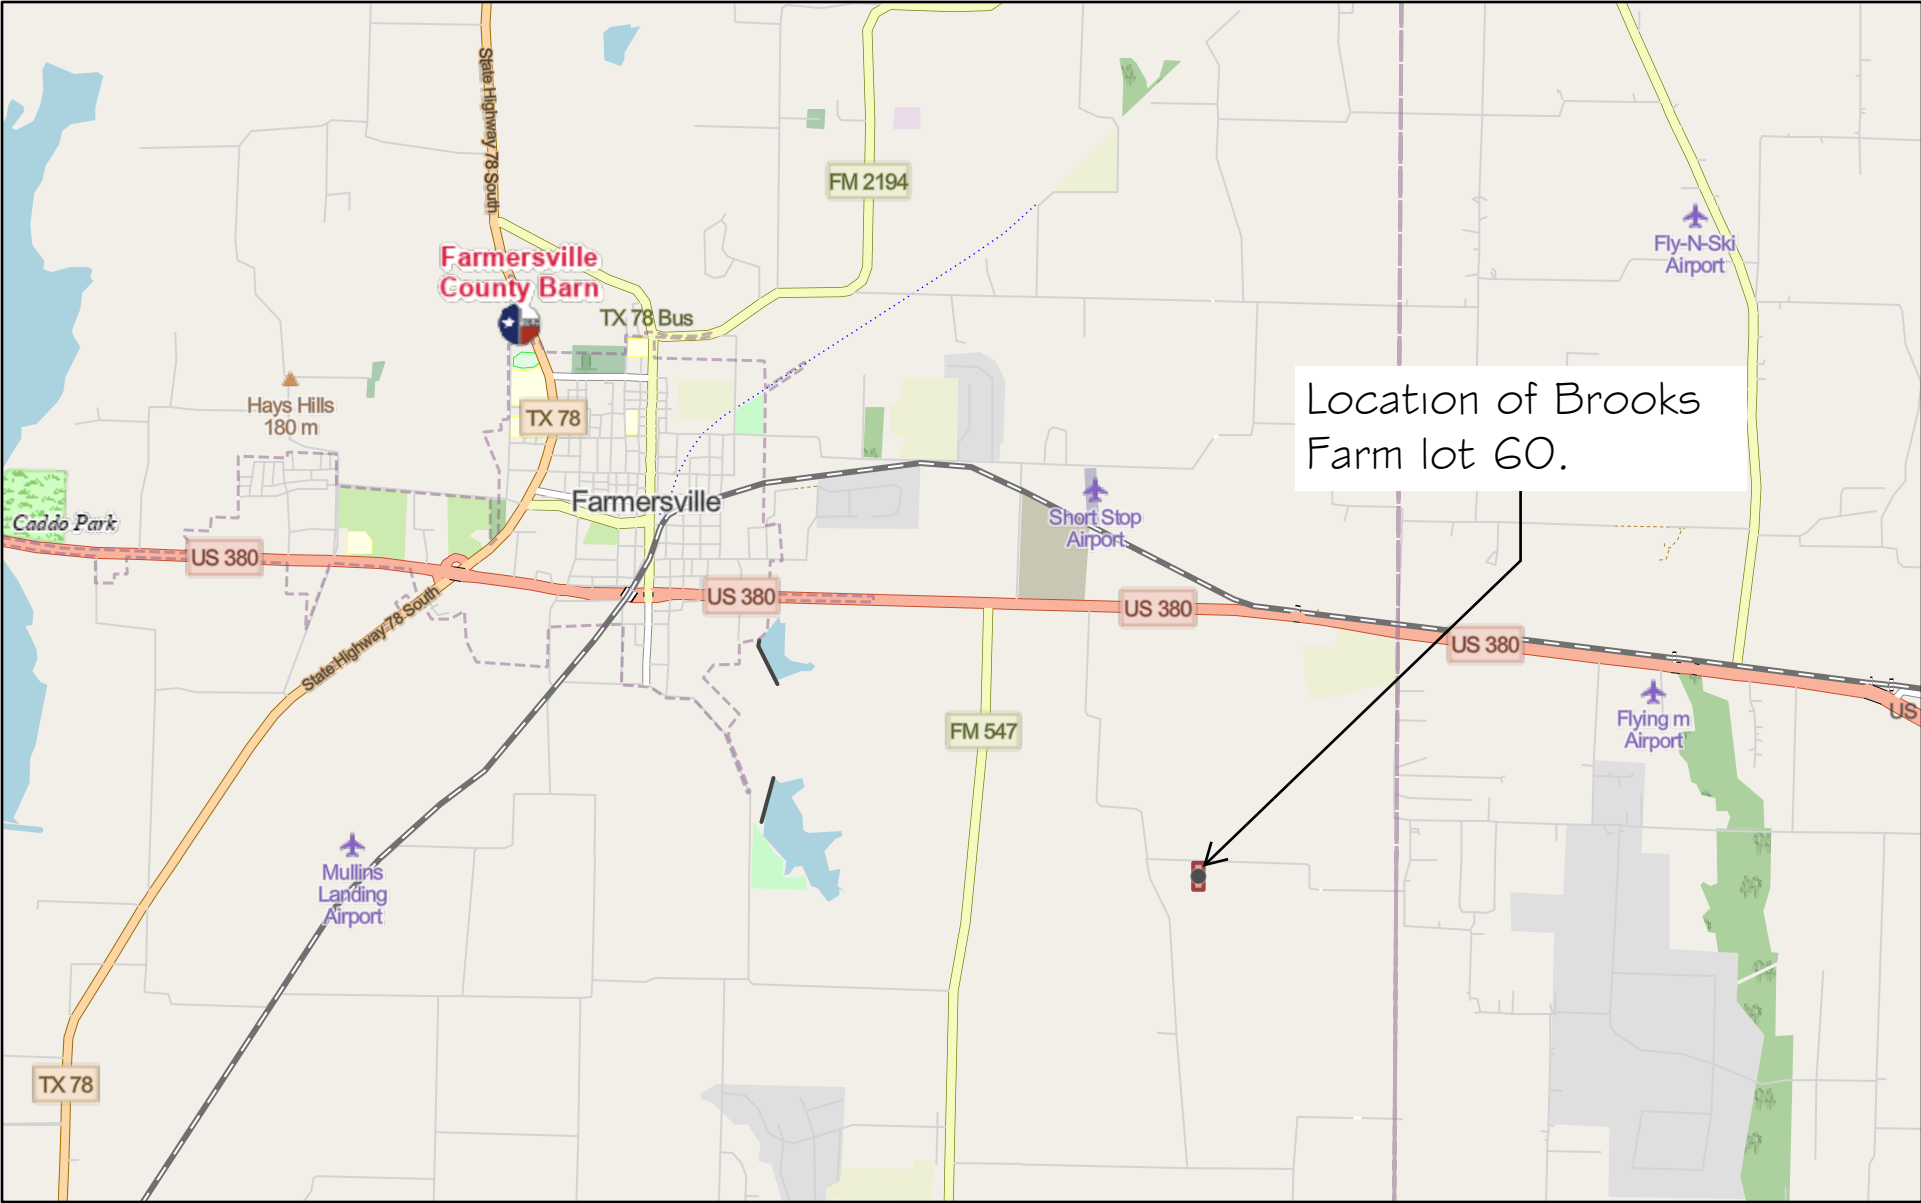 State Highway 78 South
FM 2194
Fly-N-Ski
Airport
Farmersville
County Barn
TX 78 Bus
Hays Hills
180 m
TX 78
Location of Brooks
Farm lot 60.
Farmersville
Caddo Park
Short Stop
Airport
US 380
US 380
US 380
US 380
State Highway 78 South
FM 547
Flying m
Airport
US
Mullins
Landing
Airport
TX 78